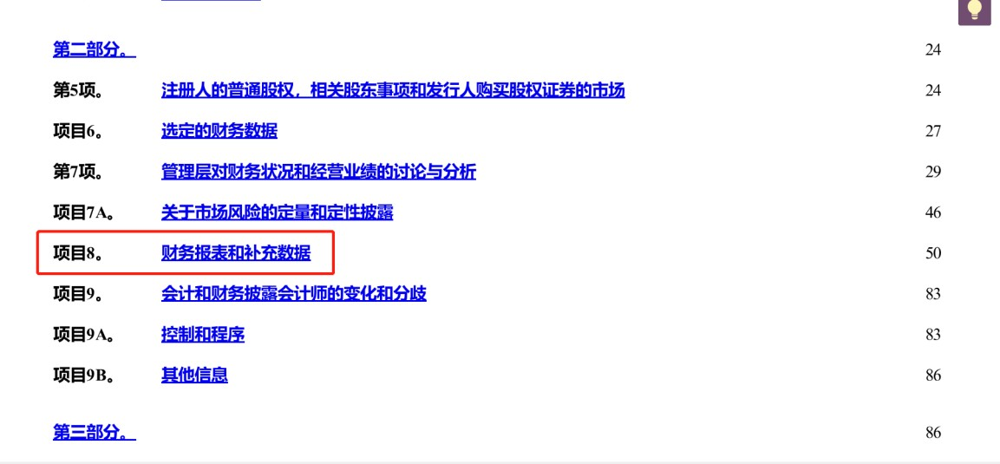 第二部分。 24
第5项。 注册人的普通股权，相关股东事项和发行人购买股权证券的市场 24
项目6。 选定的财务数据 27
第7项。 管理层对财务状况和经营业绩的讨论与分析 29
项目7A。 关于市场风险的定量和定性披露 46
项目8。 财务报表和补充数据 50
项目9。 会计和财务披露会计师的变化和分歧 83
项目9A。 控制和程序 83
项目9B。 其他信息 86
第三部分。 86